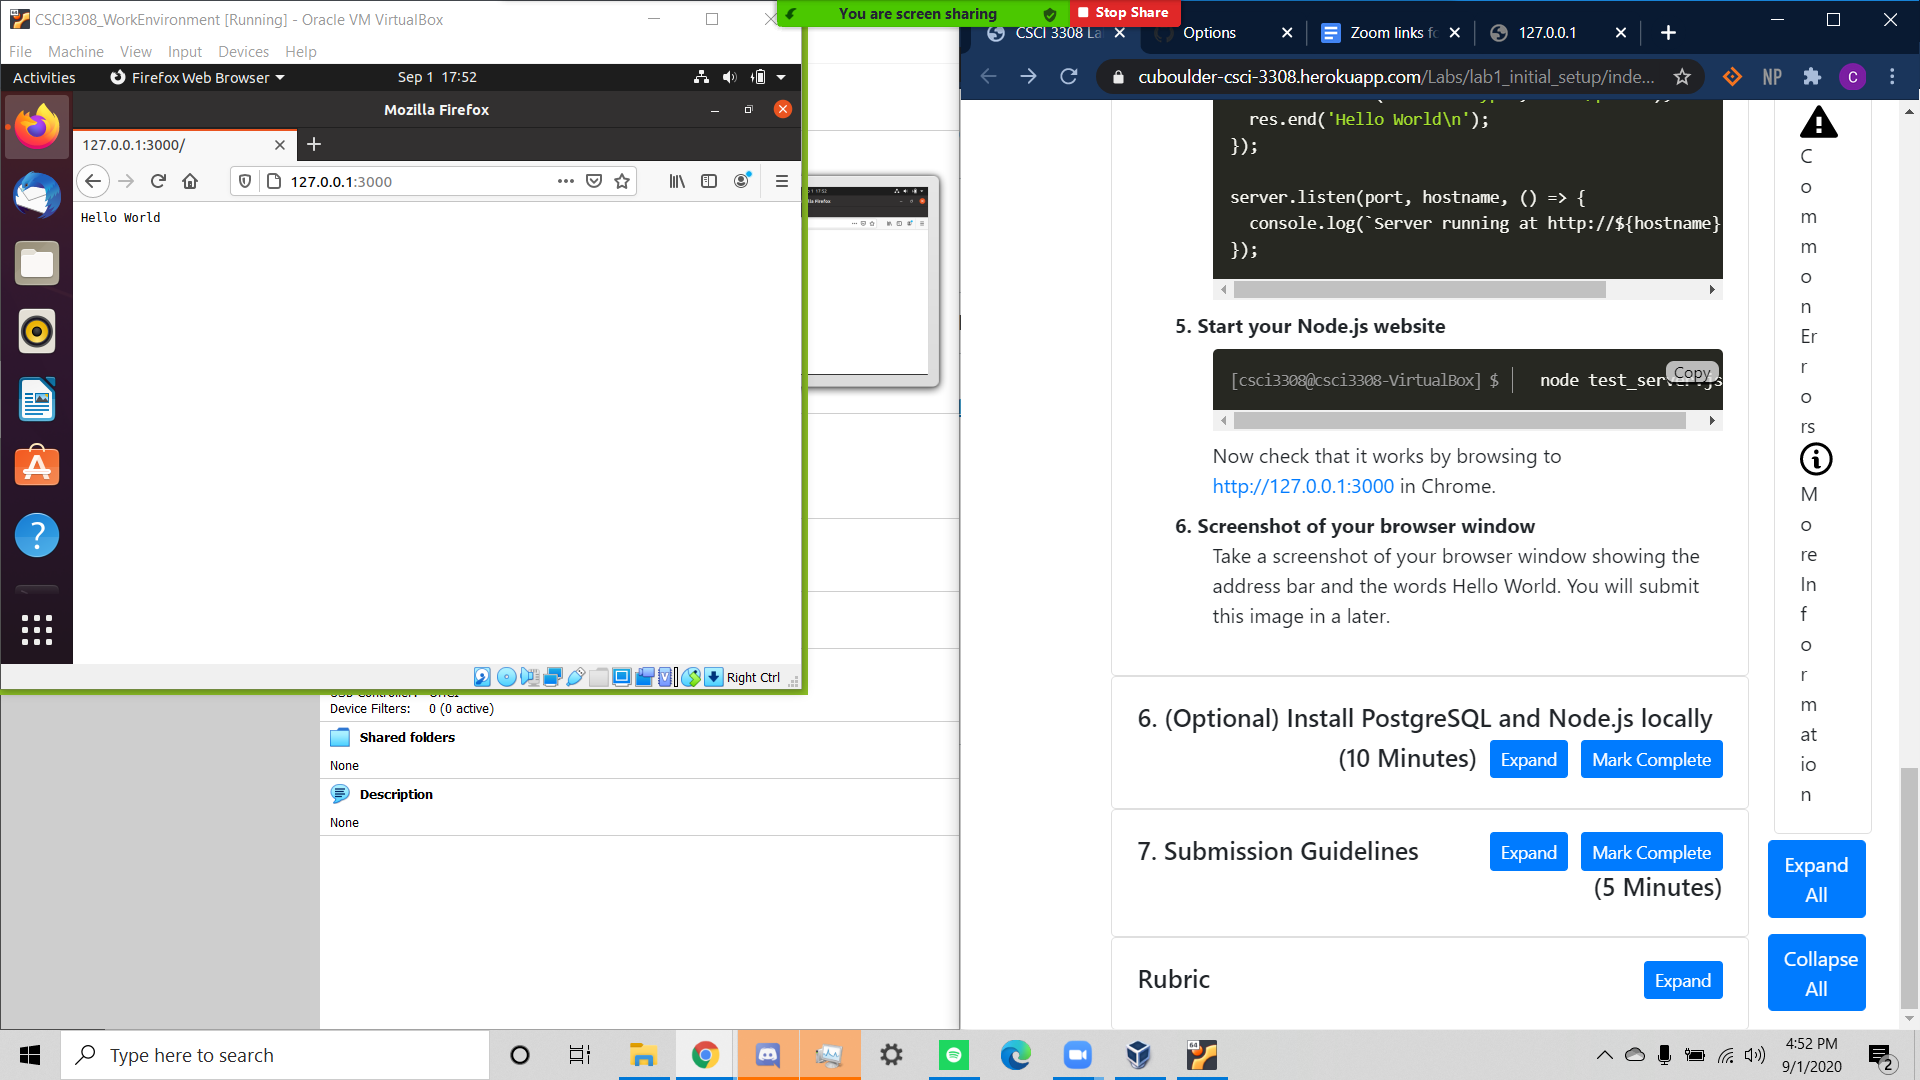 CSCI3308_WorkEnvironment [Running] - Oracle VM VirtualBox
File Machine View Input Devices Help
Activities Firefox Web Browser Sep 1 17:52
Mozilla Firefox
127.0.0.1:3000/
127.0.0.1:3000
Hello World
Right Ctrl
Device Filters: 0 (0 active)
Shared folders
None
Description
None
You are screen sharing Stop Share
CSCI 3308 La Options Zoom links fo 127.0.0.1
cuboulder-csci-3308.herokuapp.com/Labs/lab1_initial_setup/inde... NP C
res.end('Hello World\n');
});
server.listen(port, hostname, () => {
console.log(`Server running at http://${hostname}
});
5. Start your Node.js website
Copy
[csci3308@csci3308-VirtualBox] $ node test_server.js
Now check that it works by browsing to
http://127.0.0.1:3000 in Chrome.
6. Screenshot of your browser window
Take a screenshot of your browser window showing the
address bar and the words Hello World. You will submit
this image in a later.
6. (Optional) Install PostgreSQL and Node.js locally
(10 Minutes) Expand Mark Complete
7. Submission Guidelines Expand Mark Complete
(5 Minutes)
Rubric Expand
C
o
m
m
o
n
Er
r
o
rs
M
o
re
In
f
o
r
m
at
io
n
Expand
All
Collapse
All
Type here to search
64
4:52 PM
9/1/2020
2